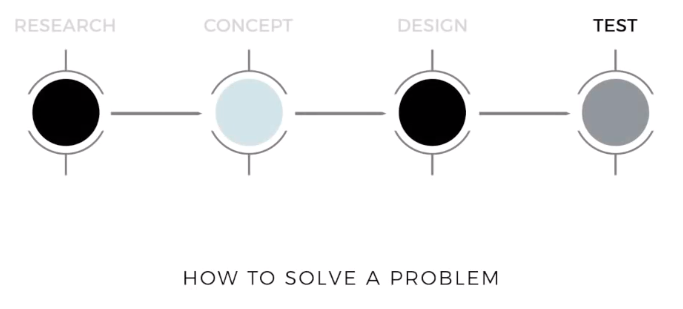 RESEARCH CONCEPT DESIGN TEST
HOW TO SOLVE A PROBLEM